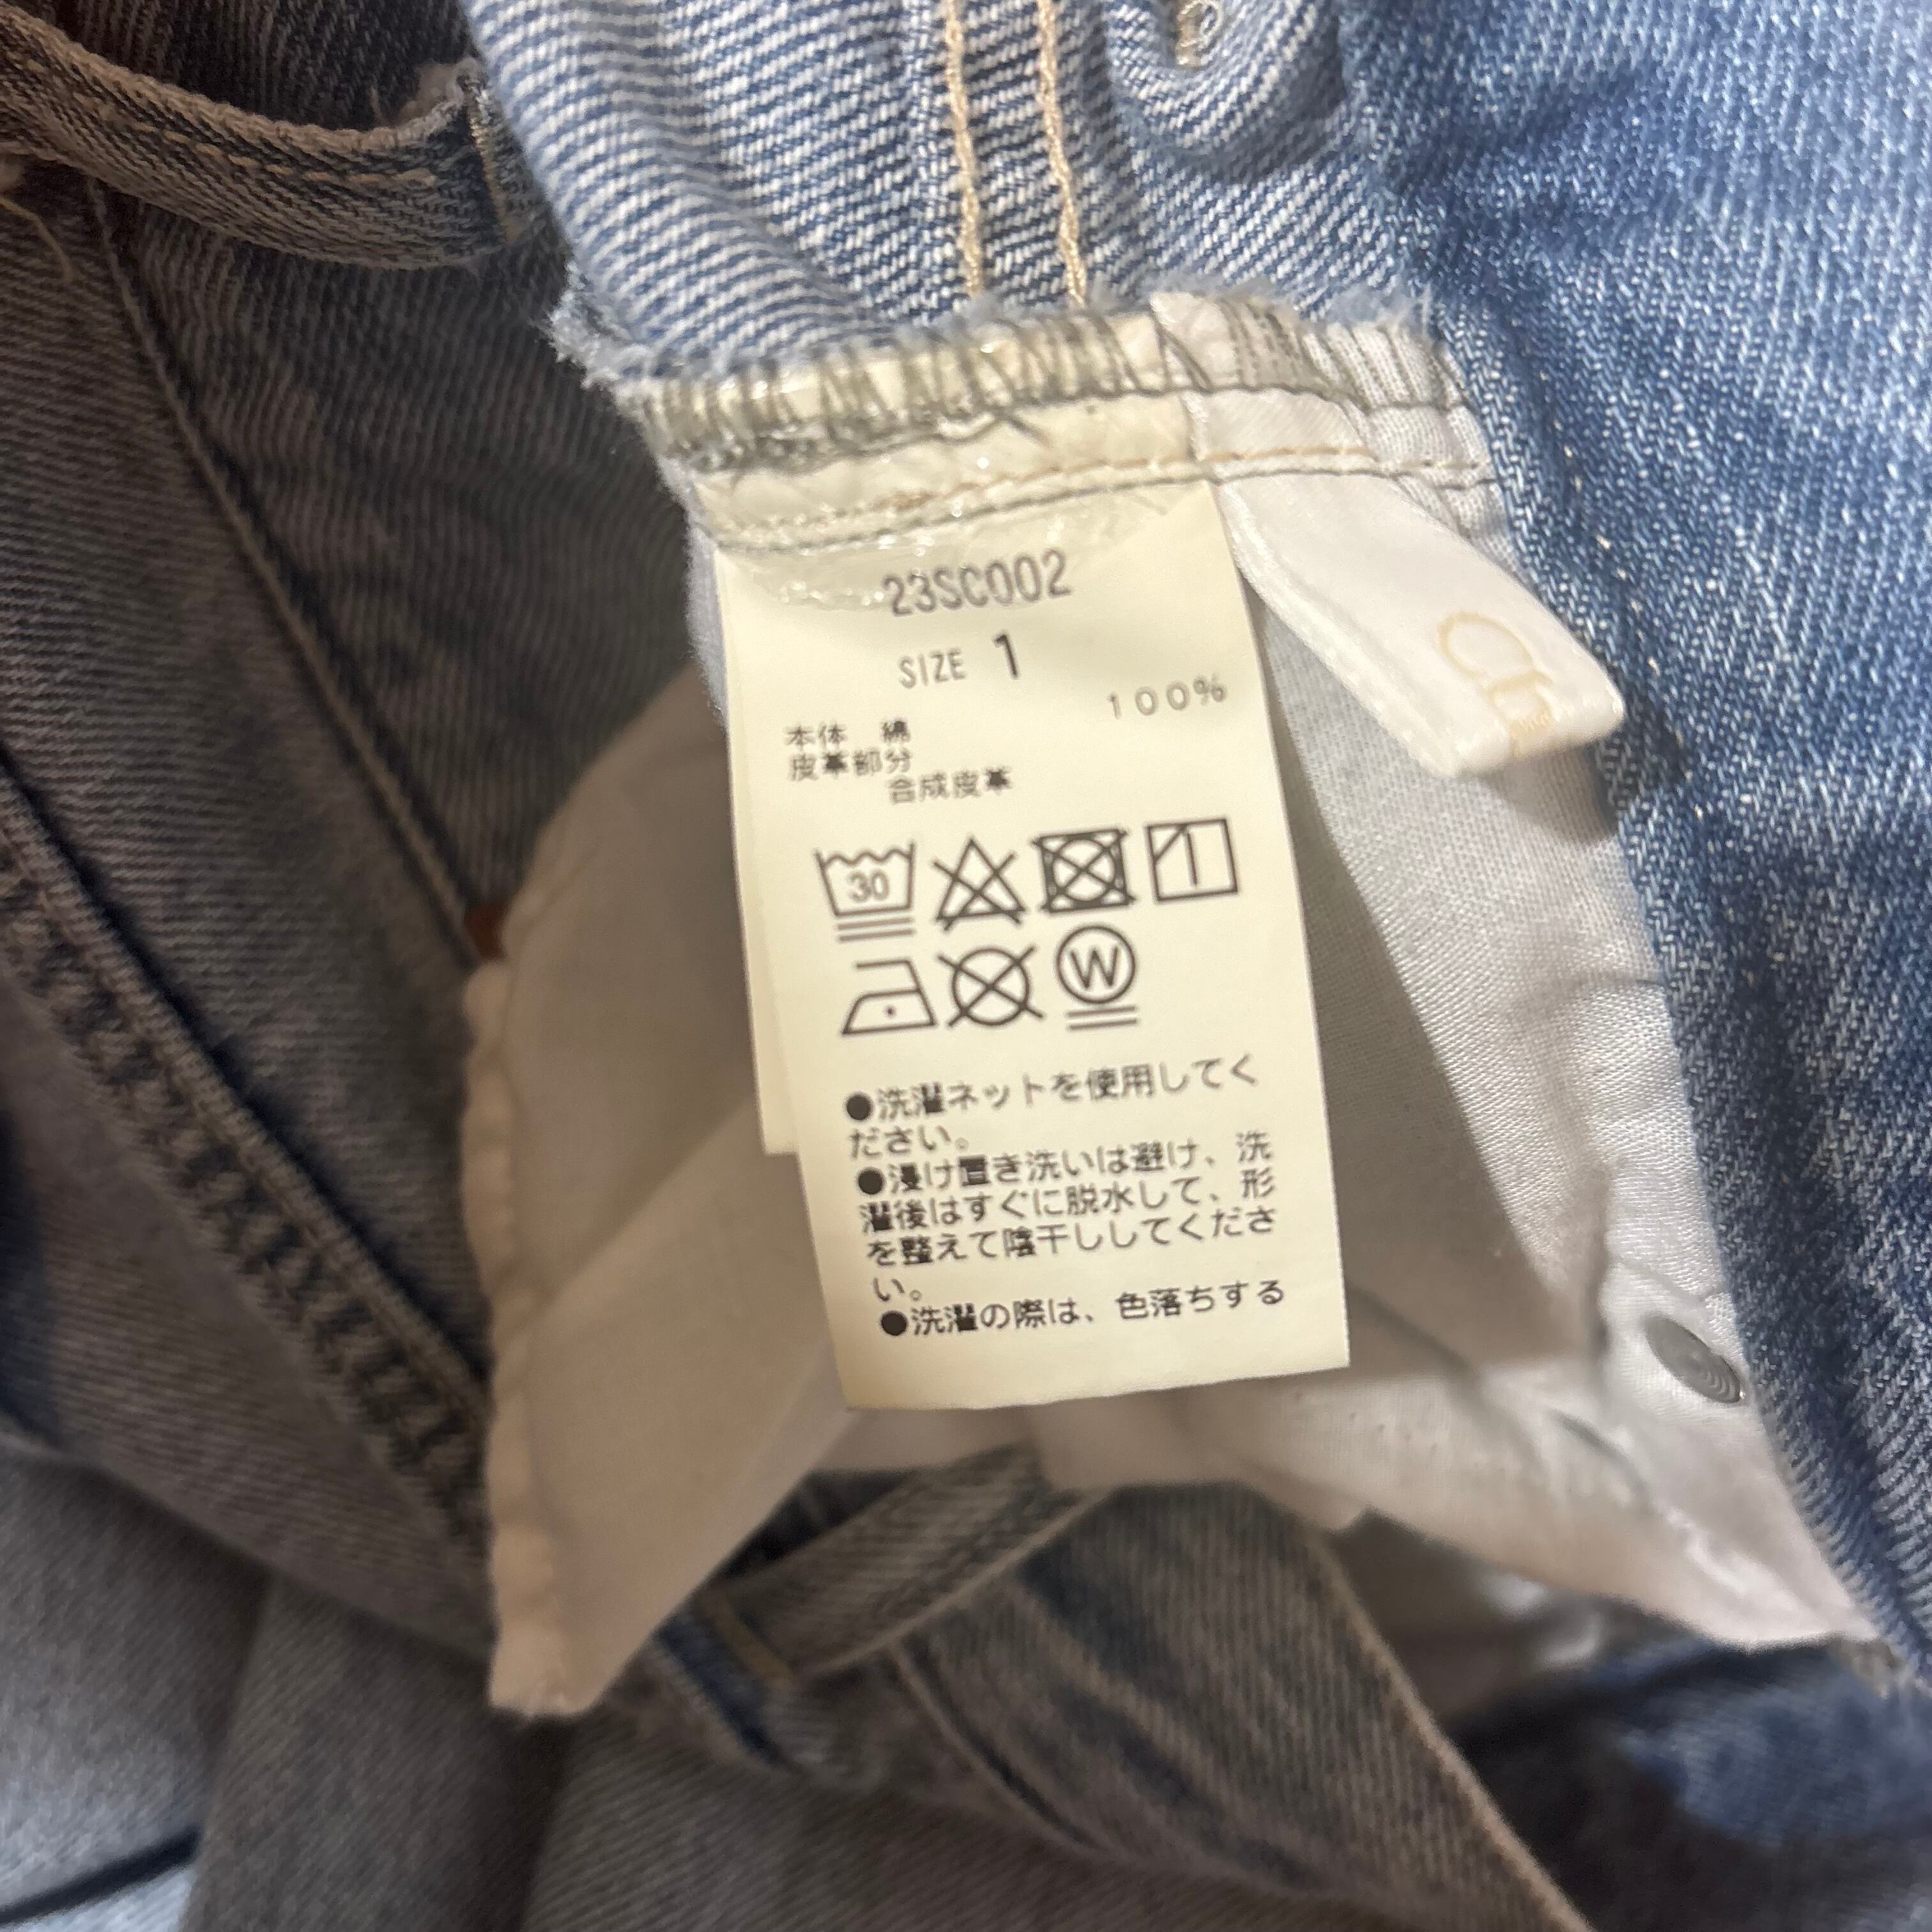 23SC002
SIZE 1
本体 綿 100%
皮革部分
合成皮革
30
W
●洗濯ネットを使用してく
ださい。
●浸け置き洗いは避け、洗
濯後はすぐに脱水して、形
を整えて陰干ししてくださ
い。
●洗濯の際は、色落ちする